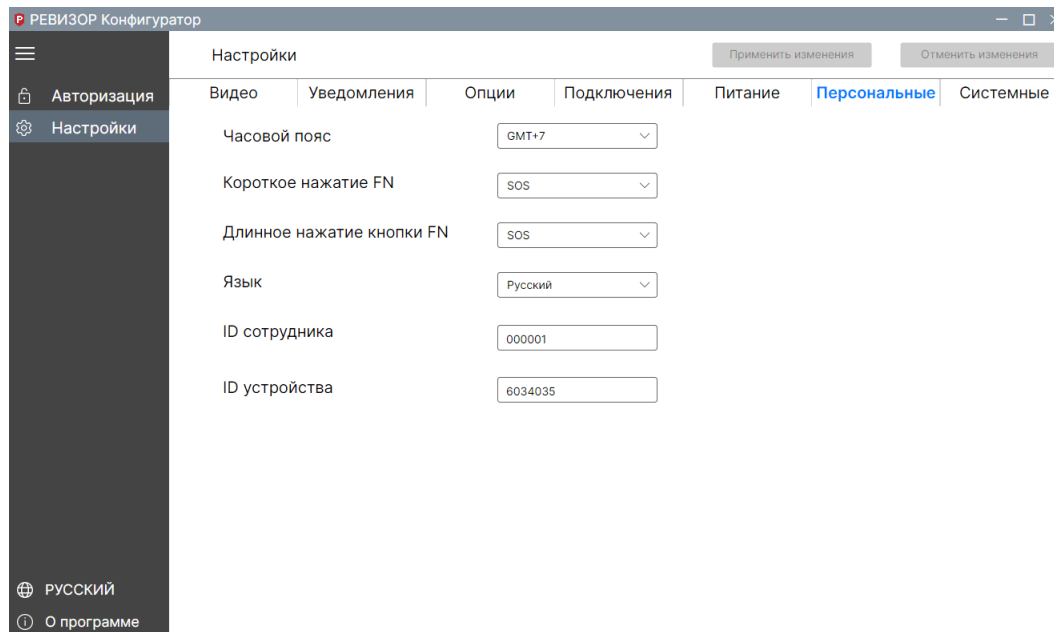 РЕВИЗОР Конфигуратор
Настройки
Применить изменения
Отменить изменения
Авторизация
Настройки
Видео
Уведомления
Опции
Подключения
Питание
Персональные
Системные
Часовой пояс
GMT+7
Короткое нажатие FN
SOS
Длинное нажатие кнопки FN
SOS
Язык
Русский
ID сотрудника
000001
ID устройства
6034035
РУССКИЙ
О программе